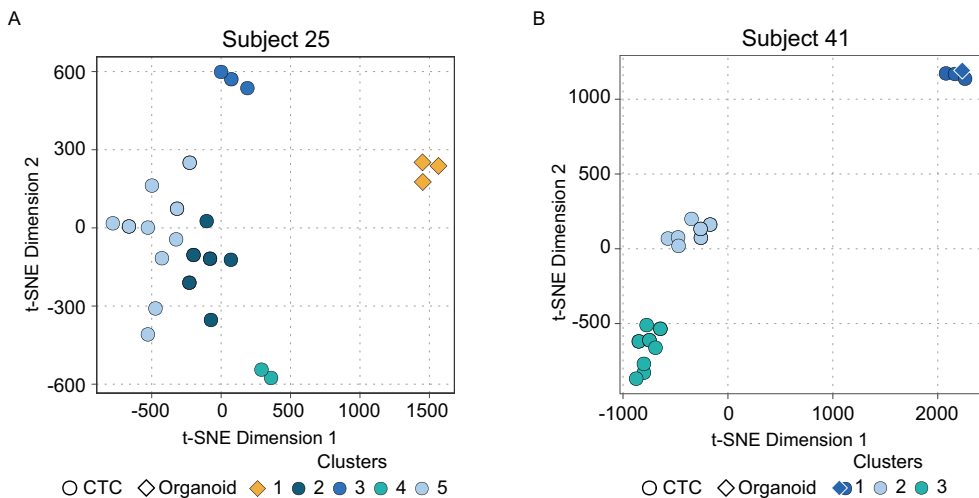 A
Subject 25
600
300
0
-300
-600
t-SNE Dimension 2
-500 0 500 1000 1500
t-SNE Dimension 1
Clusters
CTC Organoid 1 2 3 4 5
B
Subject 41
1000
500
0
-500
t-SNE Dimension 2
-1000 0 1000 2000
t-SNE Dimension 1
Clusters
CTC Organoid 1 2 3